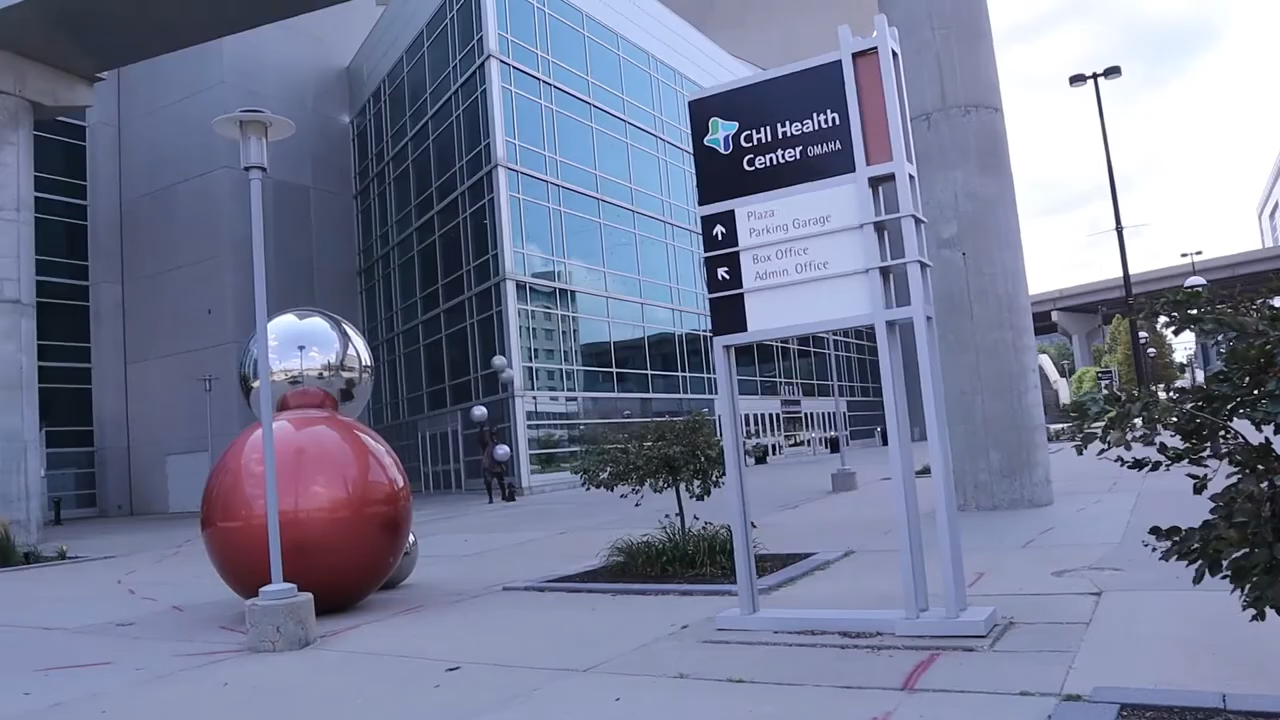 CHI Health
Center OMAHA
Plaza
Parking Garage
Box Office
Admin. Office